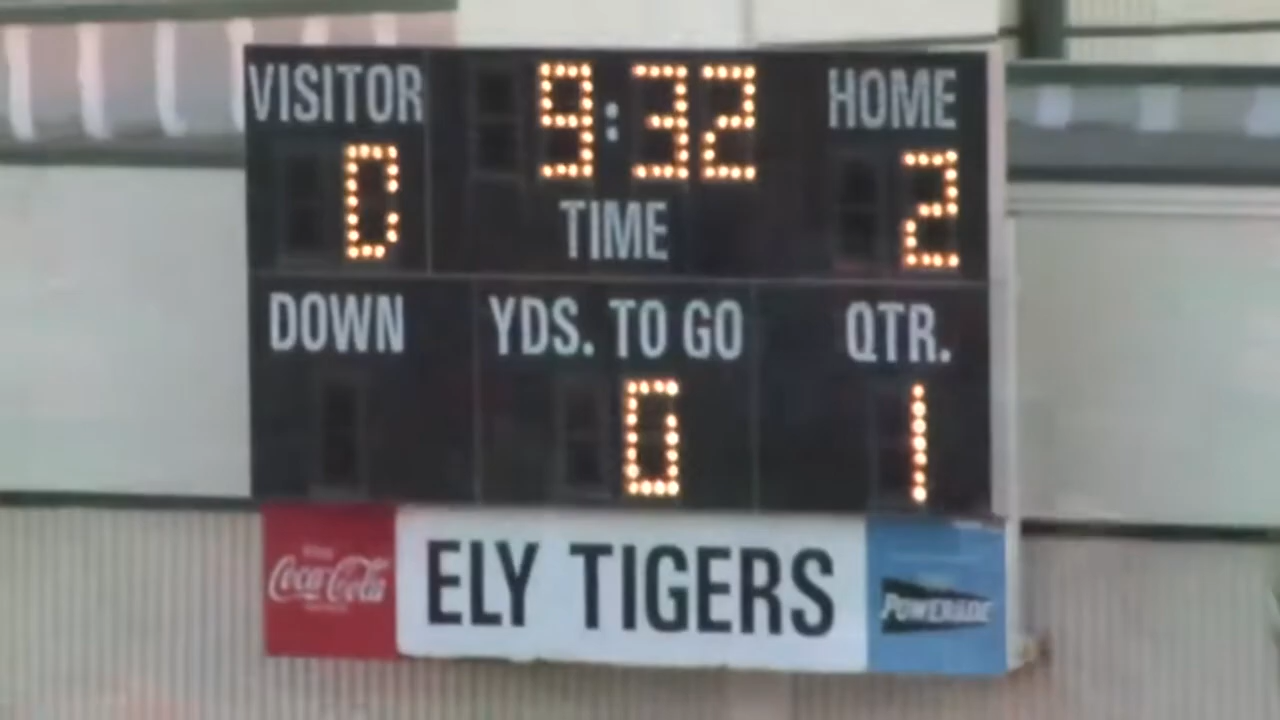 VISITOR 9:32 HOME
0 TIME 2
DOWN YDS. TO GO QTR.
0 1
Coca-Cola ELY TIGERS POWERADE